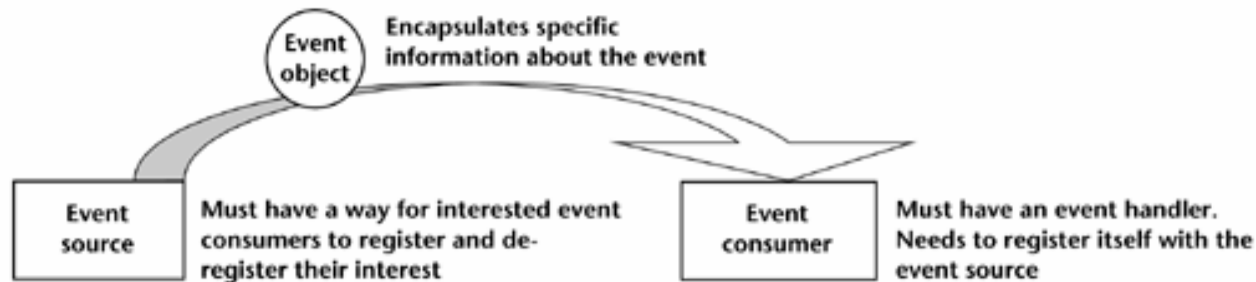 Event
object
Encapsulates specific
information about the event
Event
source
Must have a way for interested event
consumers to register and de-
register their interest
Event
consumer
Must have an event handler.
Needs to register itself with the
event source